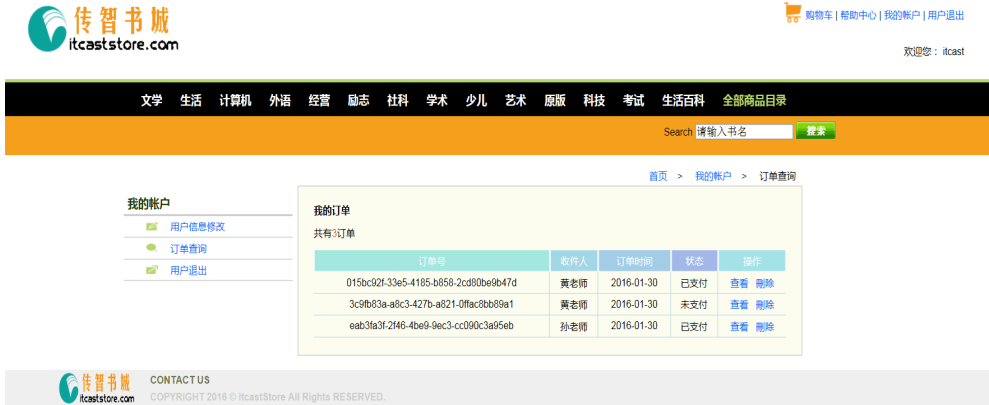 传智书城
itcaststore.com
购物车 | 帮助中心 | 我的帐户 | 用户退出
欢迎您： itcast
文学 生活 计算机 外语 经营 励志 社科 学术 少儿 艺术 原版 科技 考试 生活百科 全部商品目录
Search 请输入书名 搜索
首页 > 我的帐户 > 订单查询
我的帐户
用户信息修改
订单查询
用户退出
我的订单
共有3订单
订单号 收件人 订单时间 状态 操作
015bc92f-33e5-4185-b858-2cd80be9b47d 黄老师 2016-01-30 已支付 查看 刪除
3c9fb83a-a8c3-427b-a821-0ffac8bb89a1 黄老师 2016-01-30 未支付 查看 刪除
eab3fa3f-2f46-4be9-9ec3-cc090c3a95eb 孙老师 2016-01-30 已支付 查看 刪除
传智书城
itcaststore.com
CONTACT US
COPYRIGHT 2016 © ItcastStore All Rights RESERVED.